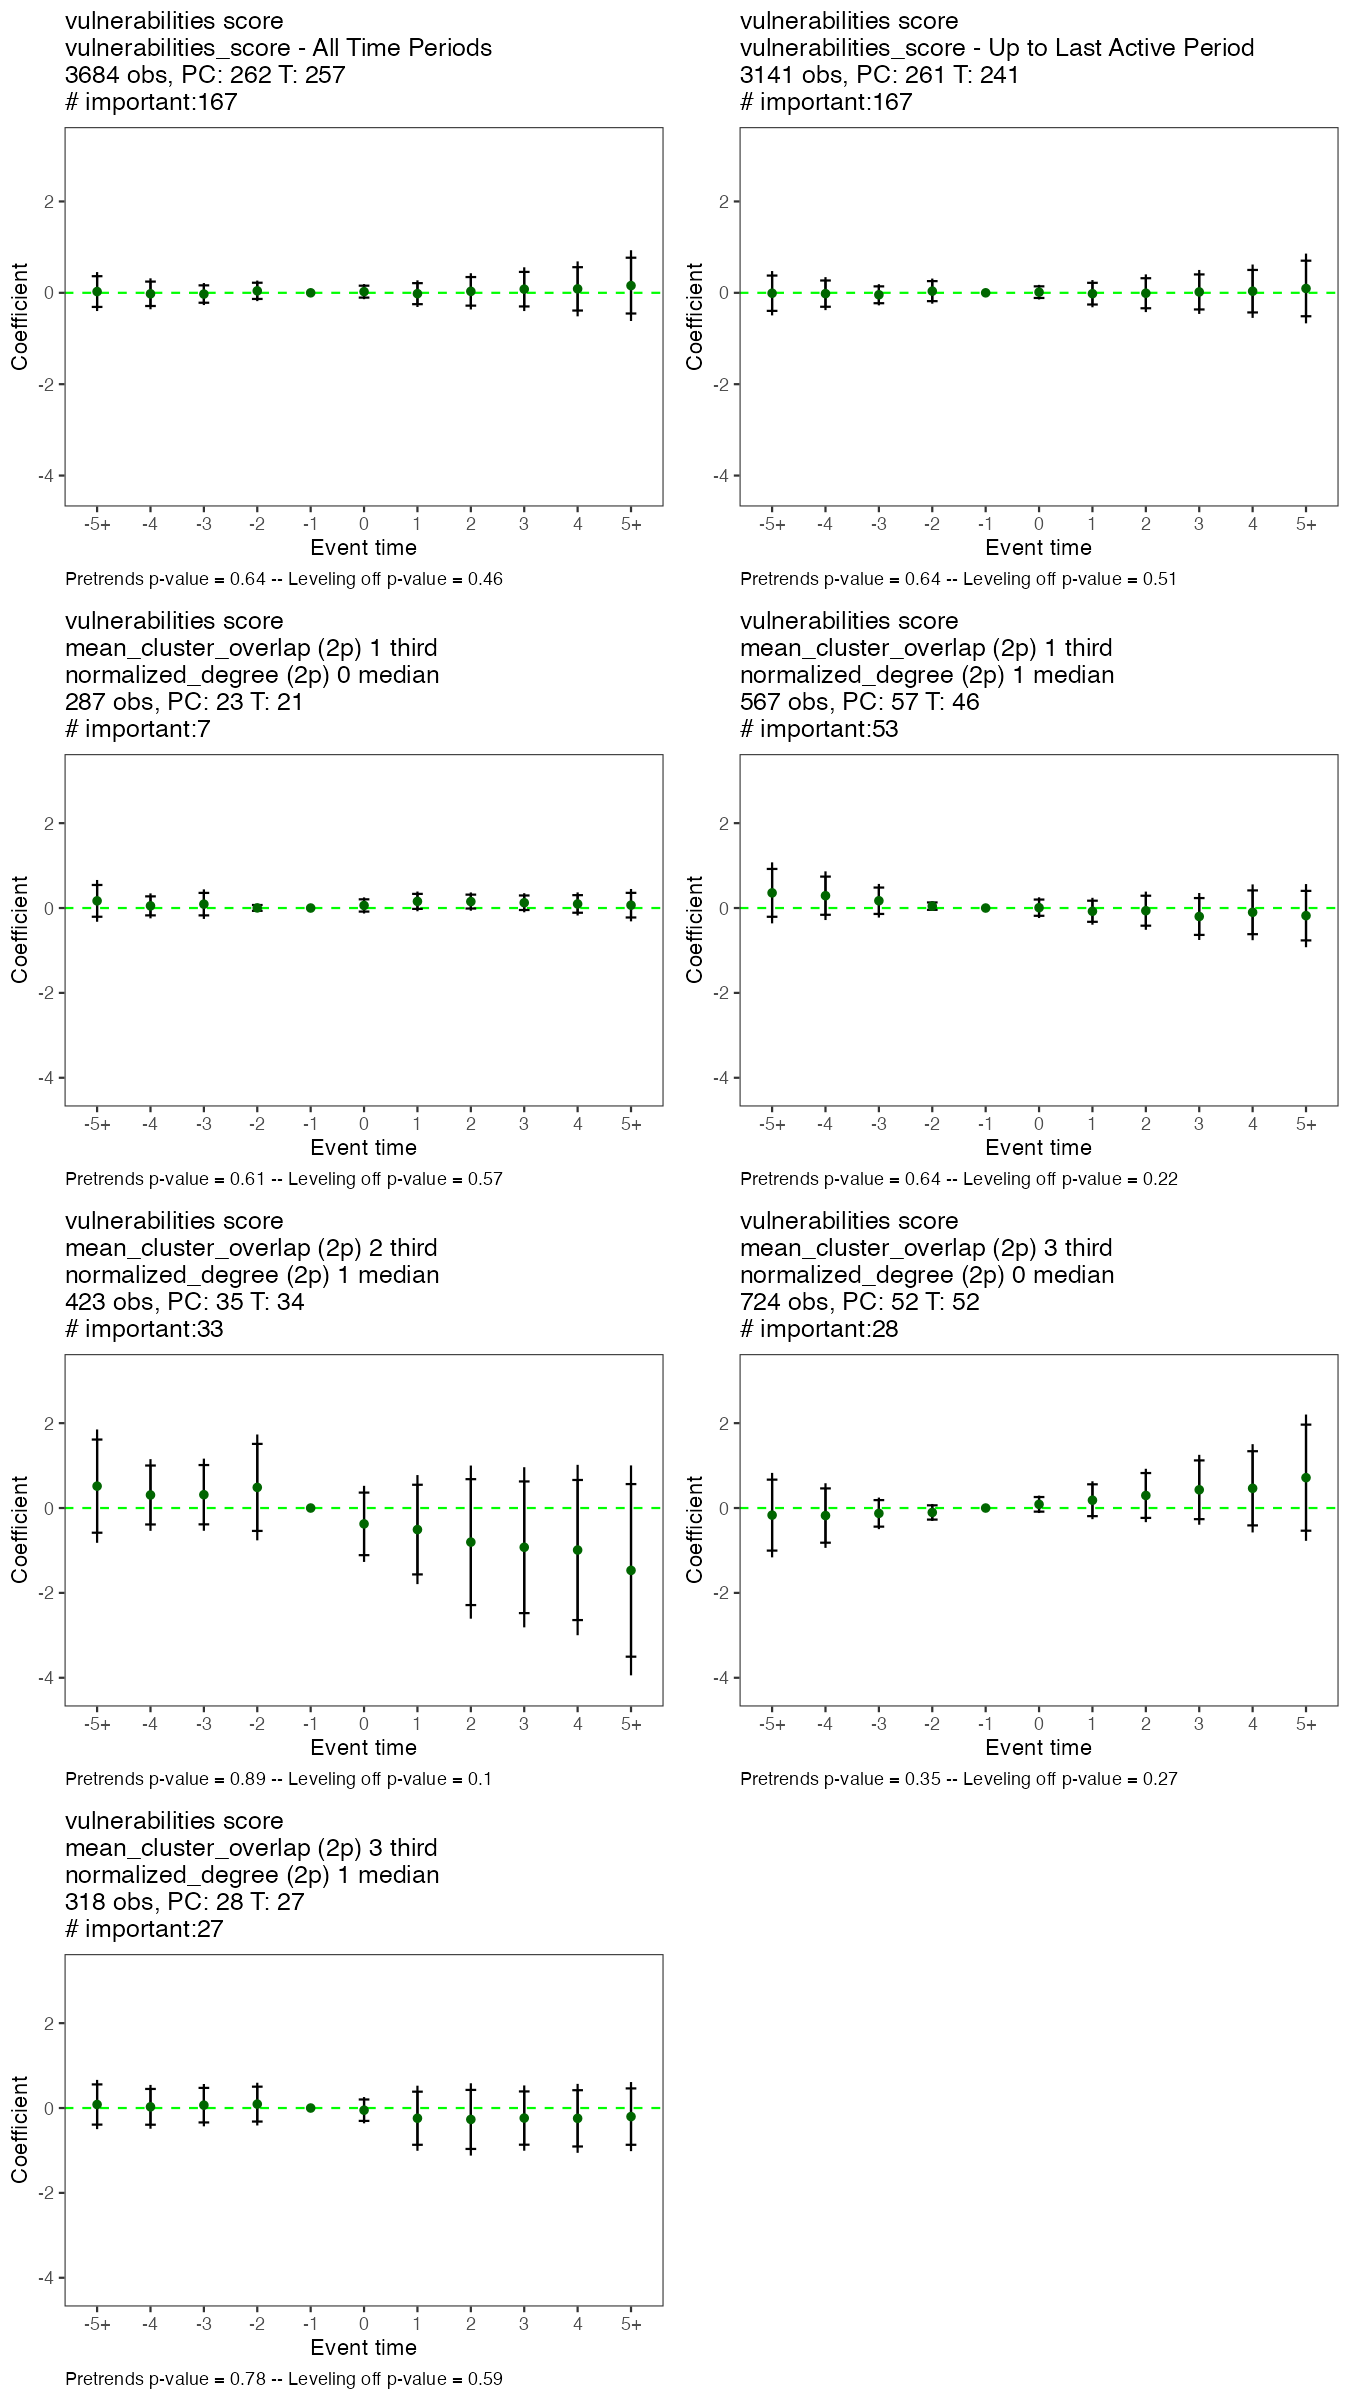 vulnerabilities score
vulnerabilities_score - All Time Periods
3684 obs, PC: 262 T: 257
# important:167
Coefficient
2
0
-2
-4
-5+ -4 -3 -2 -1 0 1 2 3 4 5+
Event time
Pretrends p-value = 0.64 -- Leveling off p-value = 0.46
vulnerabilities score
vulnerabilities_score - Up to Last Active Period
3141 obs, PC: 261 T: 241
# important:167
Coefficient
2
0
-2
-4
-5+ -4 -3 -2 -1 0 1 2 3 4 5+
Event time
Pretrends p-value = 0.64 -- Leveling off p-value = 0.51
vulnerabilities score
mean_cluster_overlap (2p) 1 third
normalized_degree (2p) 0 median
287 obs, PC: 23 T: 21
# important:7
Coefficient
2
0
-2
-4
-5+ -4 -3 -2 -1 0 1 2 3 4 5+
Event time
Pretrends p-value = 0.61 -- Leveling off p-value = 0.57
vulnerabilities score
mean_cluster_overlap (2p) 1 third
normalized_degree (2p) 1 median
567 obs, PC: 57 T: 46
# important:53
Coefficient
2
0
-2
-4
-5+ -4 -3 -2 -1 0 1 2 3 4 5+
Event time
Pretrends p-value = 0.64 -- Leveling off p-value = 0.22
vulnerabilities score
mean_cluster_overlap (2p) 2 third
normalized_degree (2p) 1 median
423 obs, PC: 35 T: 34
# important:33
Coefficient
2
0
-2
-4
-5+ -4 -3 -2 -1 0 1 2 3 4 5+
Event time
Pretrends p-value = 0.89 -- Leveling off p-value = 0.1
vulnerabilities score
mean_cluster_overlap (2p) 3 third
normalized_degree (2p) 0 median
724 obs, PC: 52 T: 52
# important:28
Coefficient
2
0
-2
-4
-5+ -4 -3 -2 -1 0 1 2 3 4 5+
Event time
Pretrends p-value = 0.35 -- Leveling off p-value = 0.27
vulnerabilities score
mean_cluster_overlap (2p) 3 third
normalized_degree (2p) 1 median
318 obs, PC: 28 T: 27
# important:27
Coefficient
2
0
-2
-4
-5+ -4 -3 -2 -1 0 1 2 3 4 5+
Event time
Pretrends p-value = 0.78 -- Leveling off p-value = 0.59